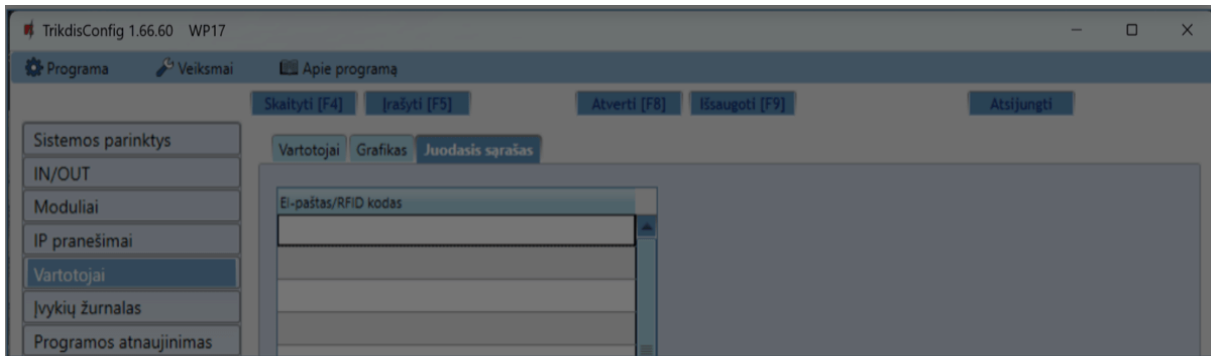 TrikdisConfig 1.66.60 WP17
Programa Veiksmai Apie programą
Skaityti [F4] Įrašyti [F5] Atverti [F8] Išsaugoti [F9] Atsijungti
Sistemos parinktys
Vartotojai Grafikas Juodasis sąrašas
IN/OUT
Moduliai
El-paštas/RFID kodas
IP pranešimai
Vartotojai
Įvykių žurnalas
Programos atnaujinimas